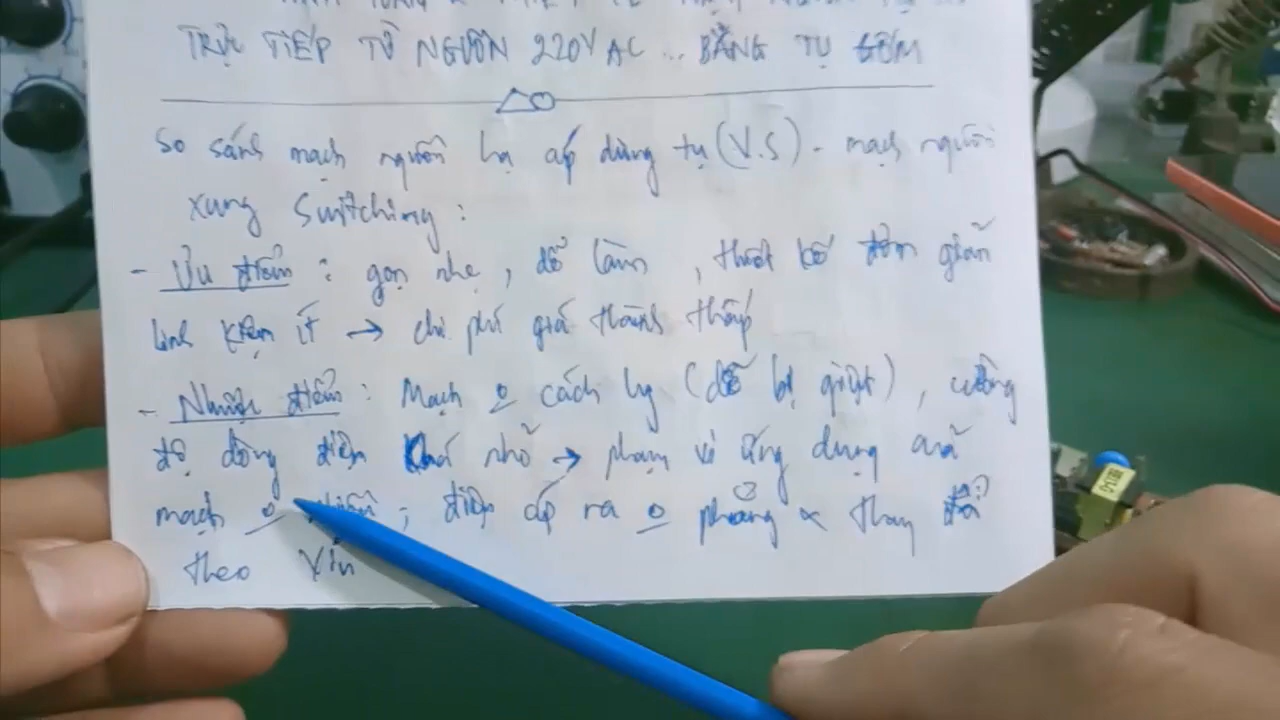 TRỰC TIẾP TỪ NGUỒN 220V AC ... BẰNG TỤ GỐM
So sánh mạch nguồn hạ áp dùng tụ (V.S) - mạch nguồn
xung Switching :
- Ưu điểm : gọn nhẹ, dễ làm, thiết kế đơn giản
linh kiện ít → chi phí giá thành thấp
- Nhược điểm : Mạch o cách ly (dễ bị giật), cường
độ dòng điện khá nhỏ → phạm vi ứng dụng
mạch o ; điện áp ra o phẳng & thay đổi
theo Vin